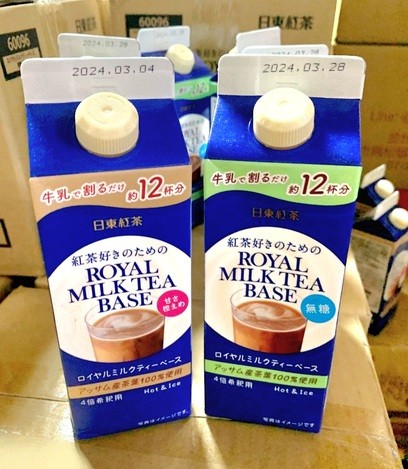 60096
日東紅茶
2024.03.04
牛乳で割るだけ 約12杯分
日東紅茶
紅茶好きのための
ROYAL
MILK TEA
BASE
甘さ
控えめ
ロイヤルミルクティーベース
アッサム産茶葉100%使用
4倍希釈用 Hot & Ice
写真はイメージです。
2024.03.28
牛乳で割るだけ 約12杯分
日東紅茶
紅茶好きのための
ROYAL
MILK TEA
BASE
無糖
ロイヤルミルクティーベース
アッサム産茶葉100%使用
4倍希釈用 Hot & Ice
写真はイメージです。